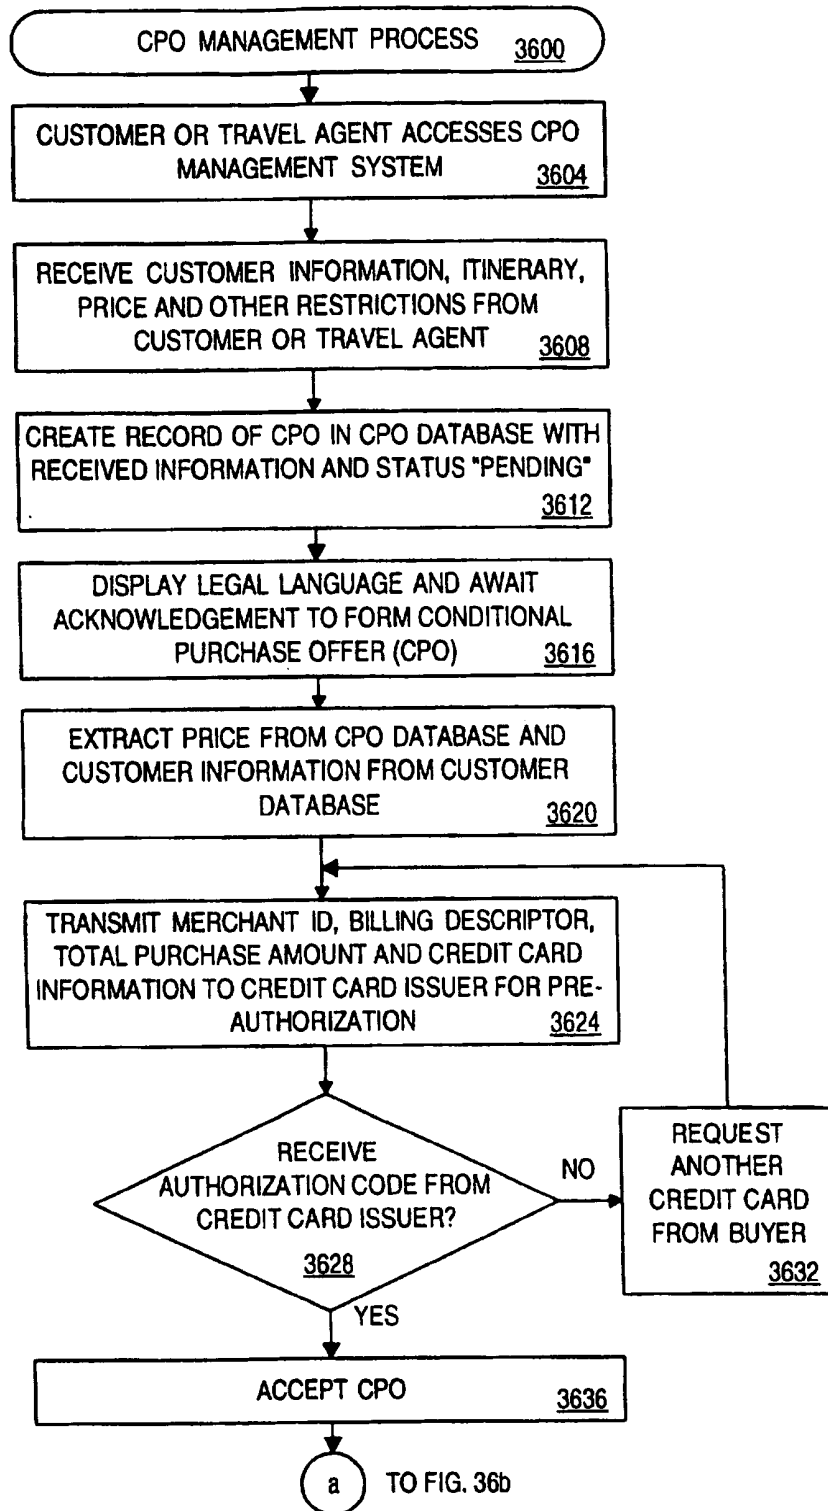 CPO MANAGEMENT PROCESS 3600
CUSTOMER OR TRAVEL AGENT ACCESSES CPO
MANAGEMENT SYSTEM
3604
RECEIVE CUSTOMER INFORMATION, ITINERARY,
PRICE AND OTHER RESTRICTIONS FROM
CUSTOMER OR TRAVEL AGENT 3608
CREATE RECORD OF CPO IN CPO DATABASE WITH
RECEIVED INFORMATION AND STATUS "PENDING"
3612
DISPLAY LEGAL LANGUAGE AND AWAIT
ACKNOWLEDGEMENT TO FORM CONDITIONAL
PURCHASE OFFER (CPO) 3616
EXTRACT PRICE FROM CPO DATABASE AND
CUSTOMER INFORMATION FROM CUSTOMER
DATABASE 3620
TRANSMIT MERCHANT ID, BILLING DESCRIPTOR,
TOTAL PURCHASE AMOUNT AND CREDIT CARD
INFORMATION TO CREDIT CARD ISSUER FOR PRE-
AUTHORIZATION 3624
RECEIVE
AUTHORIZATION CODE FROM
CREDIT CARD ISSUER?
3628
NO
REQUEST
ANOTHER
CREDIT CARD
FROM BUYER
3632
YES
ACCEPT CPO 3636
a TO FIG. 36b